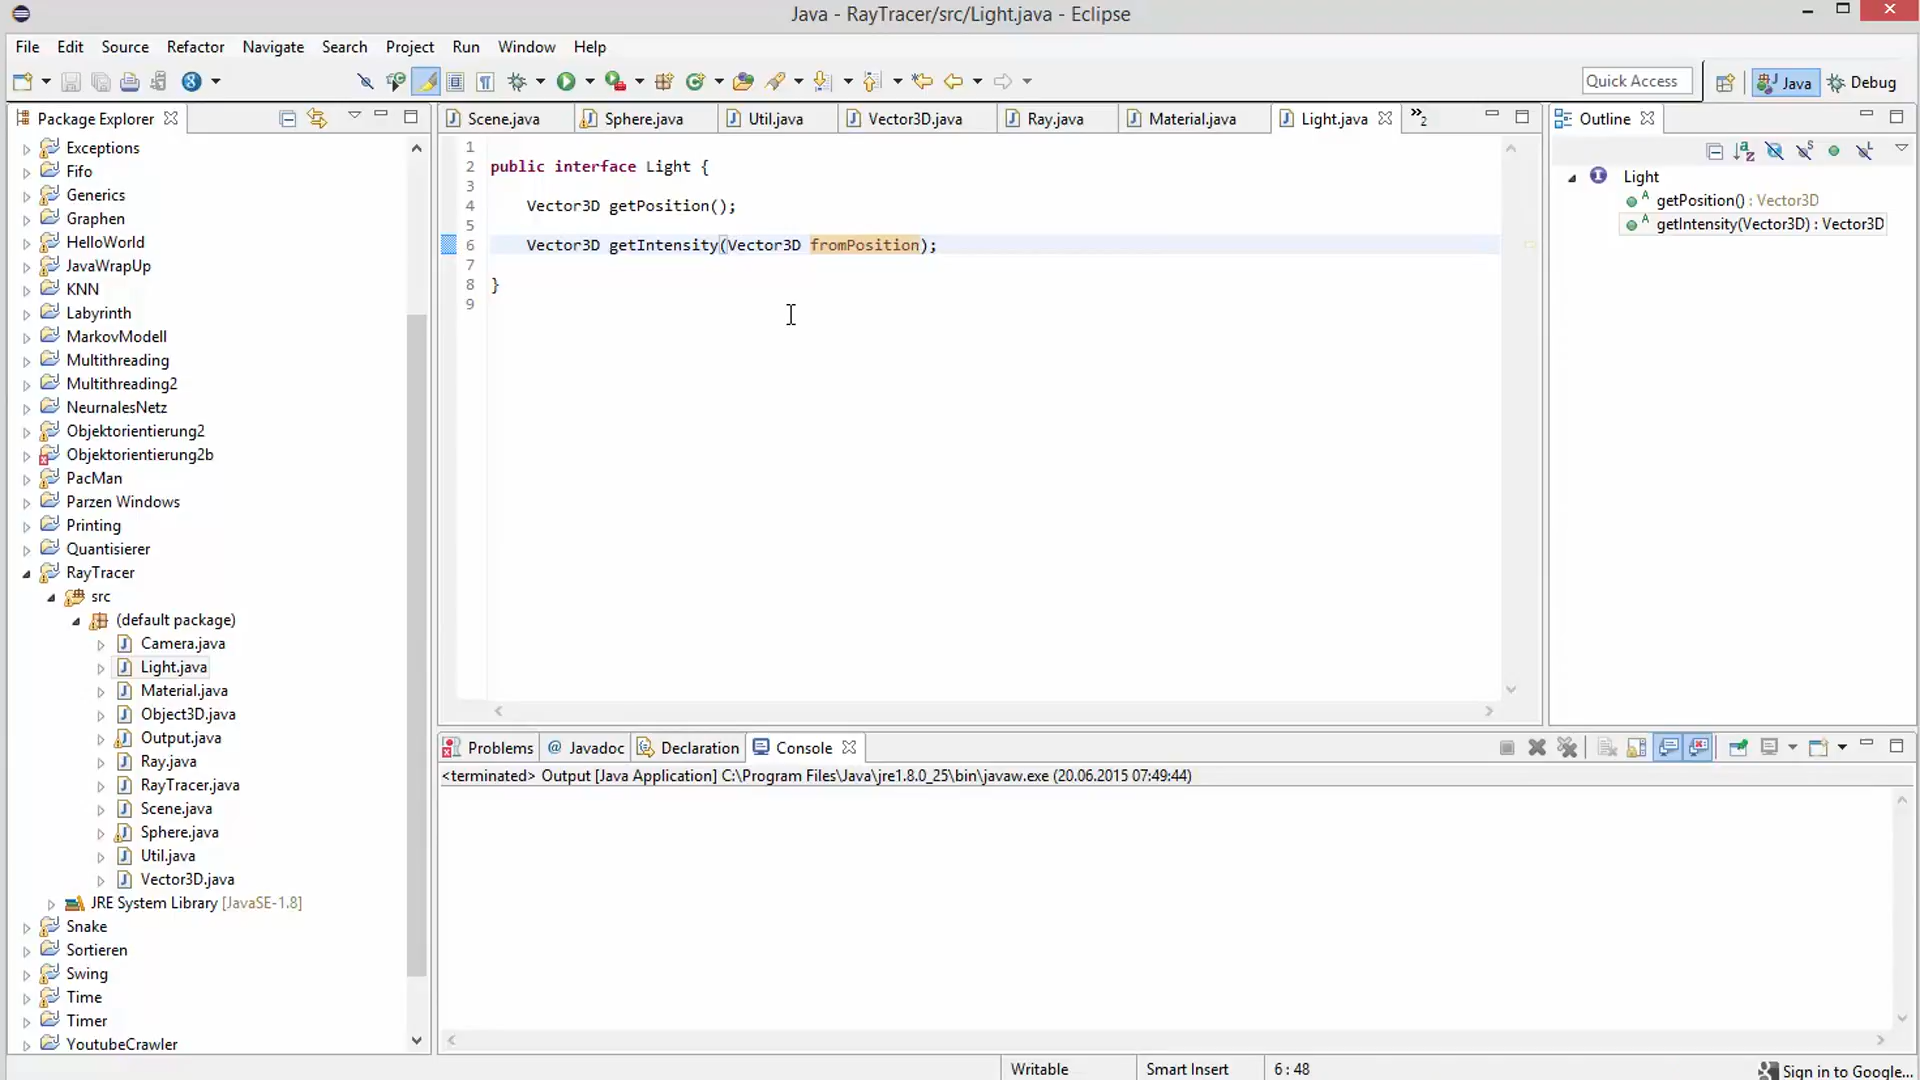 Java - RayTracer/src/Light.java - Eclipse
File Edit Source Refactor Navigate Search Project Run Window Help
Quick Access
Java
Debug
Package Explorer
Exceptions
Fifo
Generics
Graphen
HelloWorld
JavaWrapUp
KNN
Labyrinth
MarkovModell
Multithreading
Multithreading2
NeurnalesNetz
Objektorientierung2
Objektorientierung2b
PacMan
Parzen Windows
Printing
Quantisierer
RayTracer
src
(default package)
Camera.java
Light.java
Material.java
Object3D.java
Output.java
Ray.java
RayTracer.java
Scene.java
Sphere.java
Util.java
Vector3D.java
JRE System Library [JavaSE-1.8]
Snake
Sortieren
Swing
Time
Timer
YoutubeCrawler
Scene.java Sphere.java Util.java Vector3D.java Ray.java Material.java Light.java »2
1
2 public interface Light {
3
4 Vector3D getPosition();
5
6 Vector3D getIntensity(Vector3D fromPosition);
7
8 }
9
Outline
Light
getPosition() : Vector3D
getIntensity(Vector3D) : Vector3D
Problems @ Javadoc Declaration Console
<terminated> Output [Java Application] C:\Program Files\Java\jre1.8.0_25\bin\javaw.exe (20.06.2015 07:49:44)
Writable Smart Insert 6 : 48 Sign in to Google...